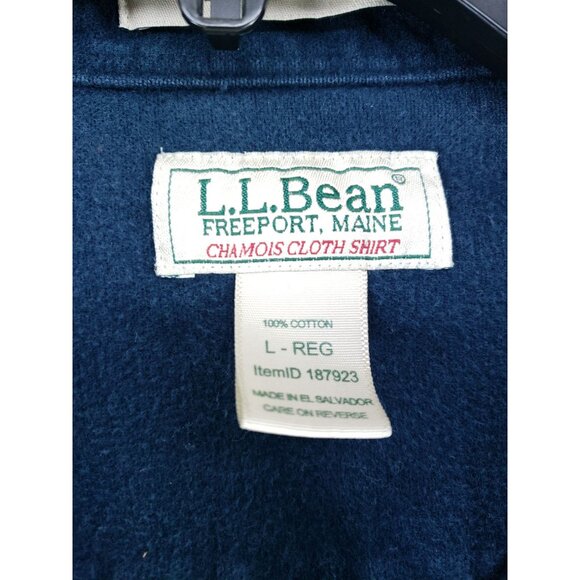 L.L.Bean®
FREEPORT, MAINE
CHAMOIS CLOTH SHIRT
100% COTTON
L - REG
ItemID 187923
MADE IN EL SALVADOR
CARE ON REVERSE